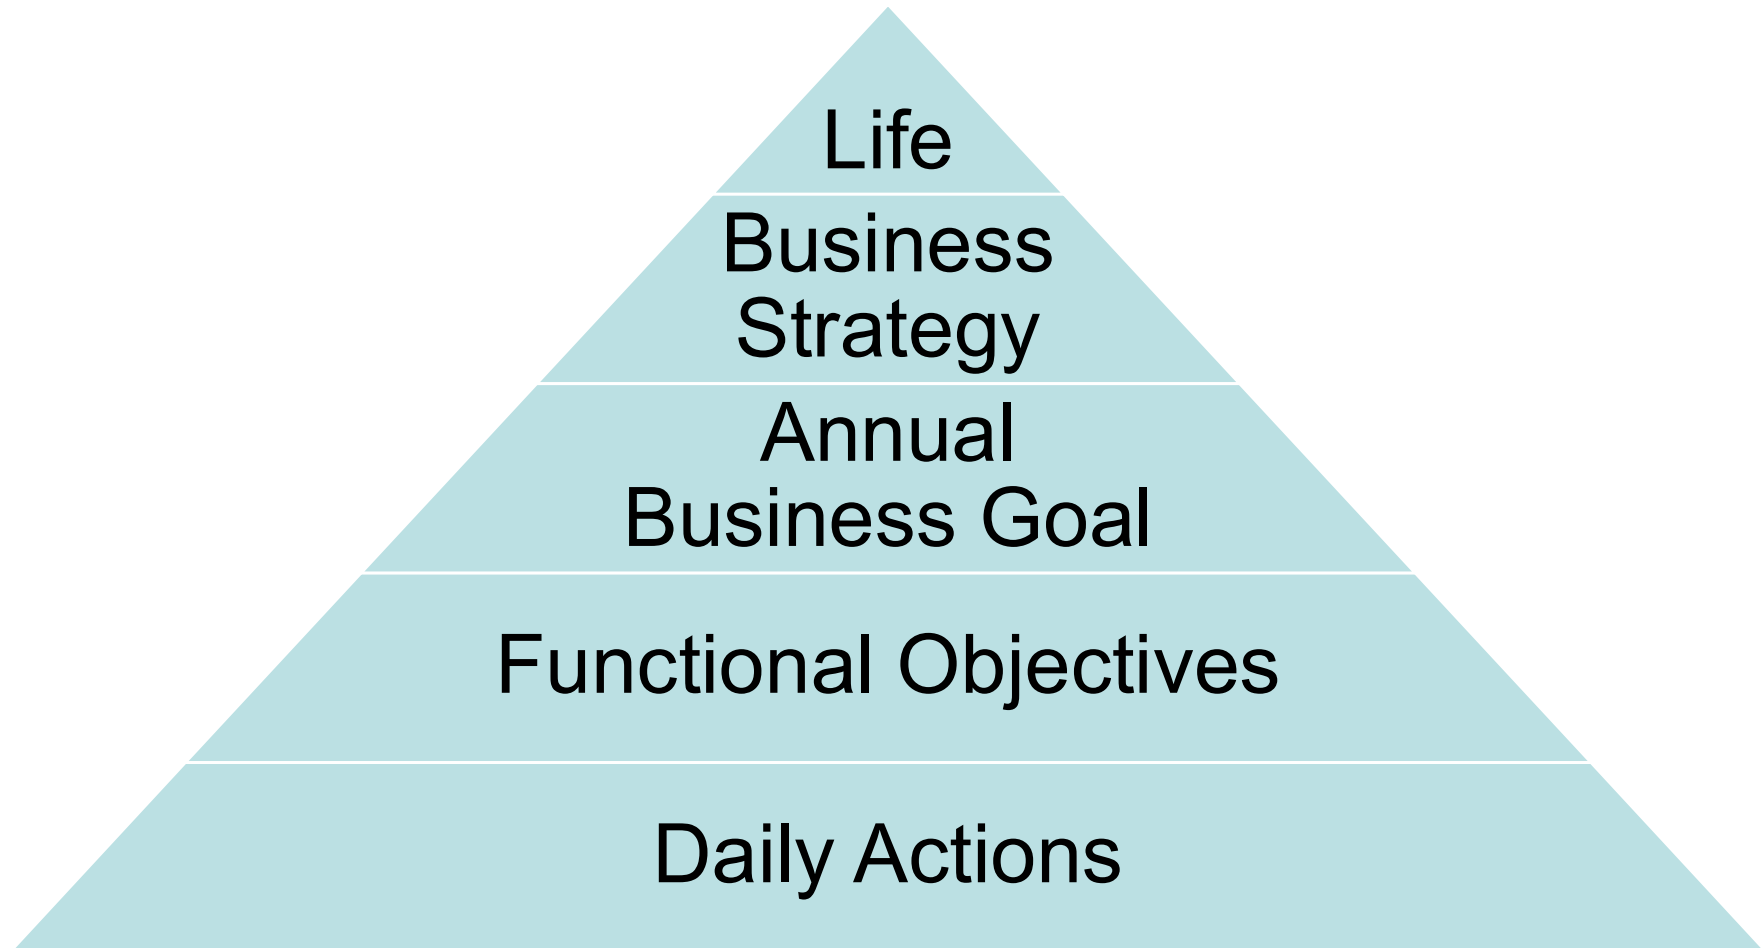 Life
Business
Strategy
Annual
Business Goal
Functional Objectives
Daily Actions